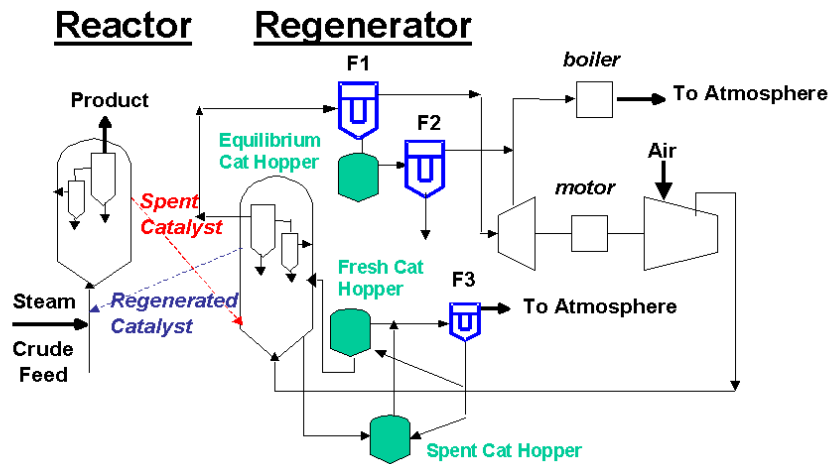 Reactor
Regenerator
F1
boiler
Product
To Atmosphere
F2
Equilibrium
Cat Hopper
Air
motor
Spent
Catalyst
Fresh Cat
Hopper
F3
Steam
Regenerated
Catalyst
To Atmosphere
Crude
Feed
Spent Cat Hopper